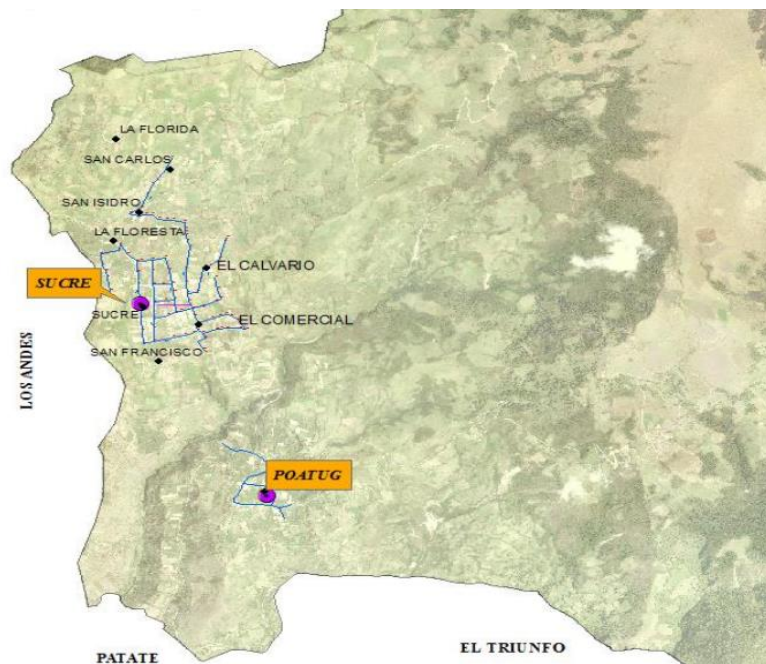 LA FLORIDA
SAN CARLOS
SAN ISIDRO
LA FLORESTA
EL CALVARIO
SUCRE
SUCRE
EL COMERCIAL
SAN FRANCISCO
LOS ANDES
POATUG
EL TRIUNFO
PATATE